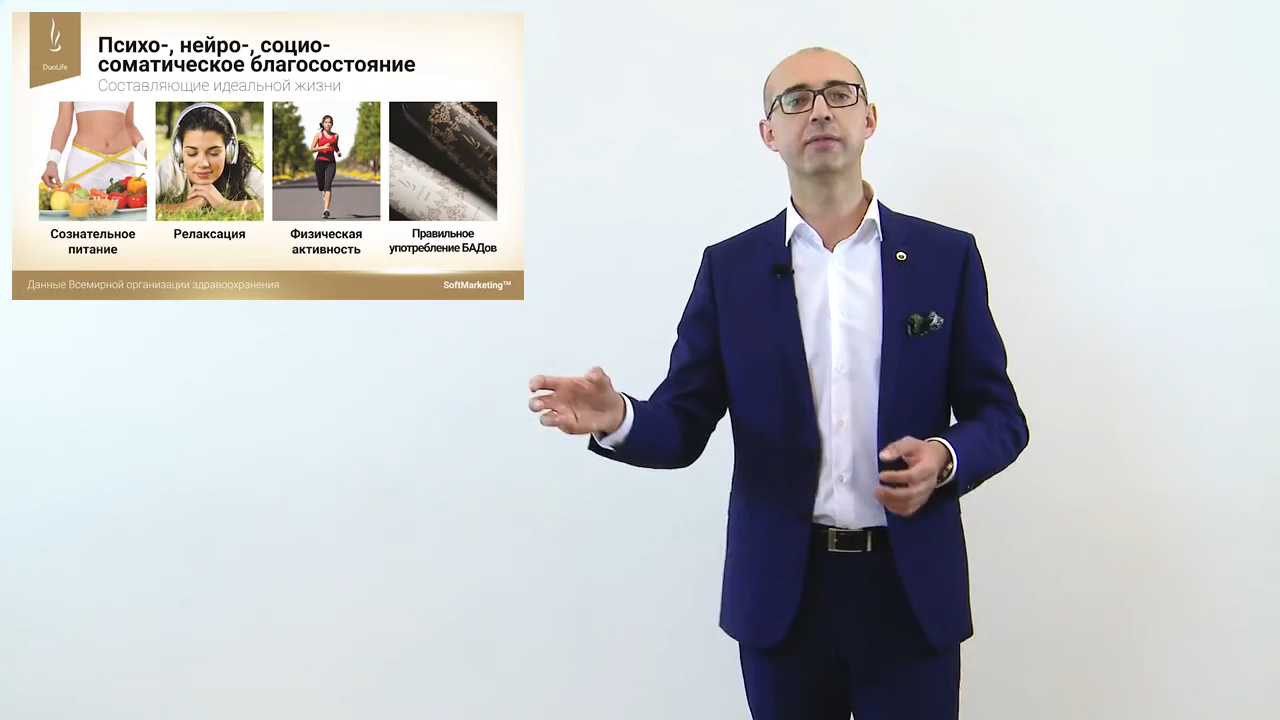 DuoLife
Психо-, нейро-, социо-
соматическое благосостояние
Составляющие идеальной жизни
Сознательное
питание
Релаксация
Физическая
активность
Правильное
употребление БАДов
Данные Всемирной организации здравоохранения
SoftMarketing™